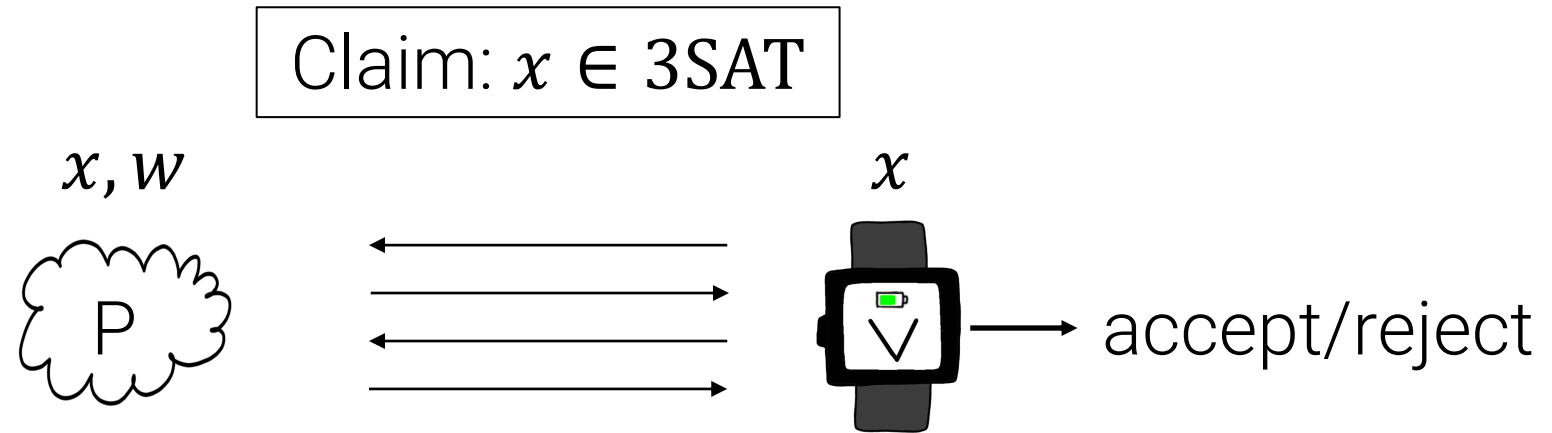 Claim: x ∈ 3SAT
x, w
x
P
V
accept/reject